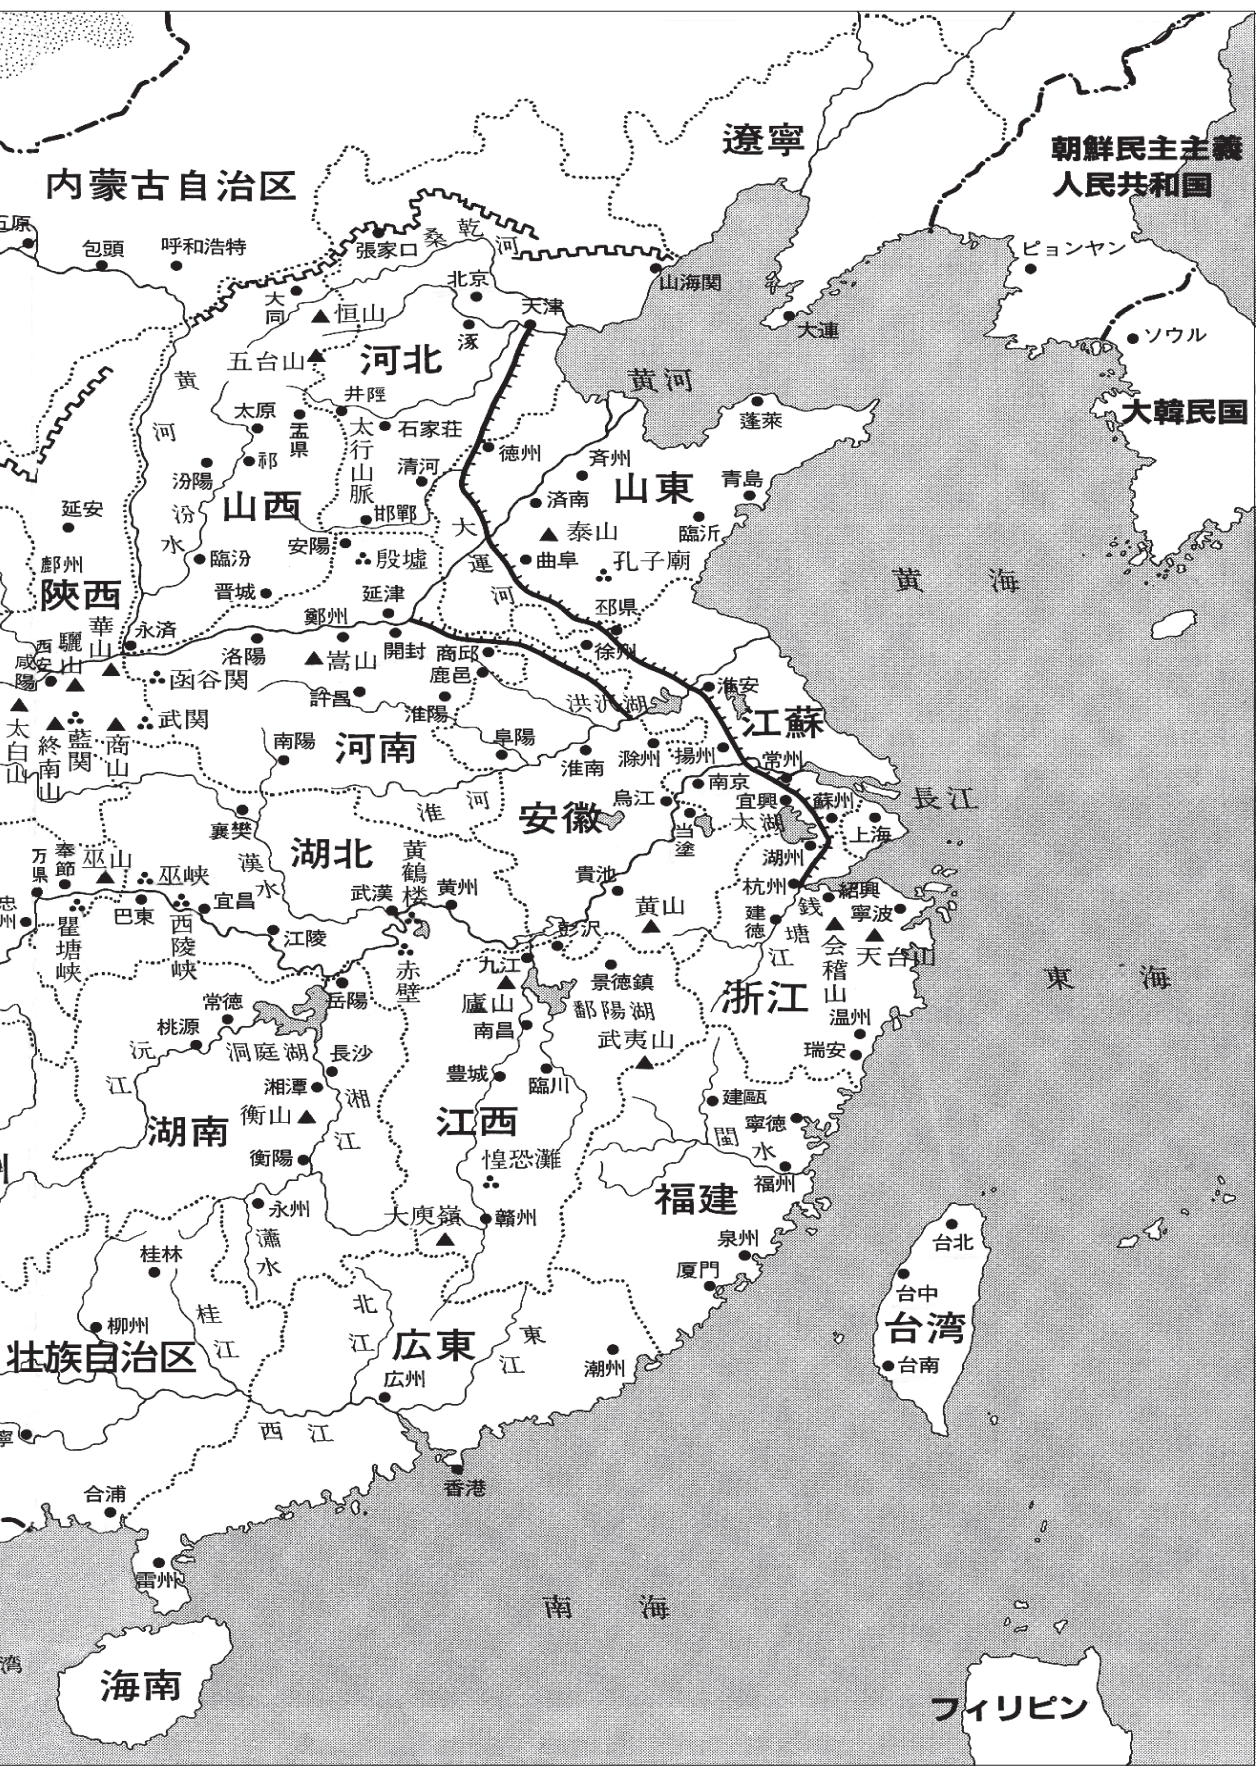 遼寧
朝鮮民主主義
人民共和国
内蒙古自治区
五原
包頭
呼和浩特
張家口
桑乾河
北京
天津
山海関
ピョンヤン
大同
恒山
涿
大連
ソウル
五台山
河北
黄河
黄河
井陘
太原
盂県
石家荘
蓬萊
大韓民国
太行山脈
祁
汾陽
清河
徳州
斉州
済南
山東
青島
山西
汾水
延安
邯鄲
泰山
臨沂
大運河
鄜州
臨汾
安陽
殷墟
曲阜
孔子廟
黄海
陝西
晋城
延津
邳県
華山
永済
鄭州
西安
驪山
咸陽
洛陽
嵩山
開封
商邱
徐州
函谷関
鹿邑
淮安
太白山
終南山
藍関
商山
武関
許昌
淮陽
洪沢湖
江蘇
南陽
河南
阜陽
淮南
滁州
揚州
常州
南京
烏江
宜興
蘇州
長江
襄樊
淮河
安徽
当塗
太湖
上海
湖州
湖北
漢水
黄鶴楼
万県
奉節
巫山
巫峡
貴池
杭州
紹興
忠州
瞿塘峡
巴東
西陵峡
宜昌
武漢
黄州
黄山
建徳
銭塘江
寧波
会稽山
天台山
江陵
彭沢
赤壁
九江
景徳鎮
浙江
東海
岳陽
廬山
鄱陽湖
常徳
桃源
南昌
武夷山
温州
瑞安
沅江
洞庭湖
長沙
湘潭
豊城
臨川
湘江
衡山
建甌
寧徳
湖南
江西
閩水
衡陽
惶恐灘
福州
福建
永州
大庾嶺
贛州
瀟水
泉州
台北
桂林
厦門
台中
桂江
北江
広東
東江
台湾
柳州
壮族自治区
広州
潮州
台南
西江
寧
香港
合浦
雷州
南海
湾
海南
フィリピン